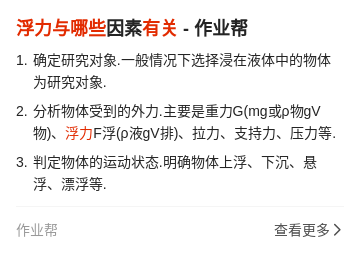 浮力与哪些因素有关 - 作业帮
1. 确定研究对象.一般情况下选择浸在液体中的物体
为研究对象.
2. 分析物体受到的外力.主要是重力G(mg或ρ物gV
物)、浮力F浮(ρ液gV排)、拉力、支持力、压力等.
3. 判定物体的运动状态.明确物体上浮、下沉、悬
浮、漂浮等.
作业帮 查看更多